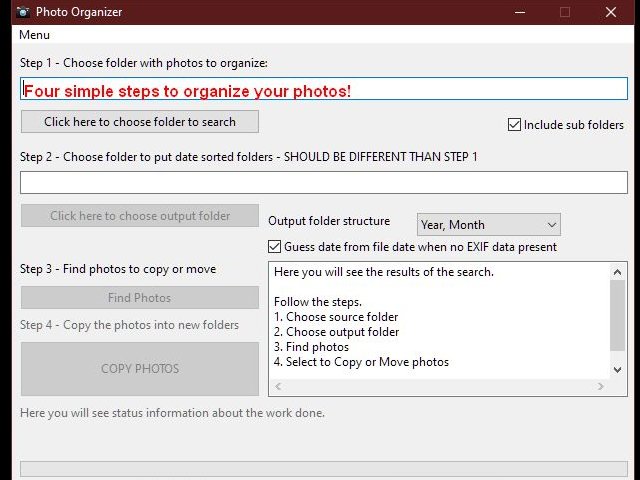 Photo Organizer
Menu
Step 1 - Choose folder with photos to organize:
Four simple steps to organize your photos!
Click here to choose folder to search
Include sub folders
Step 2 - Choose folder to put date sorted folders - SHOULD BE DIFFERENT THAN STEP 1
Click here to choose output folder
Output folder structure
Year, Month
Guess date from file date when no EXIF data present
Step 3 - Find photos to copy or move
Find Photos
Step 4 - Copy the photos into new folders
COPY PHOTOS
Here you will see the results of the search.
Follow the steps.
1. Choose source folder
2. Choose output folder
3. Find photos
4. Select to Copy or Move photos
Here you will see status information about the work done.